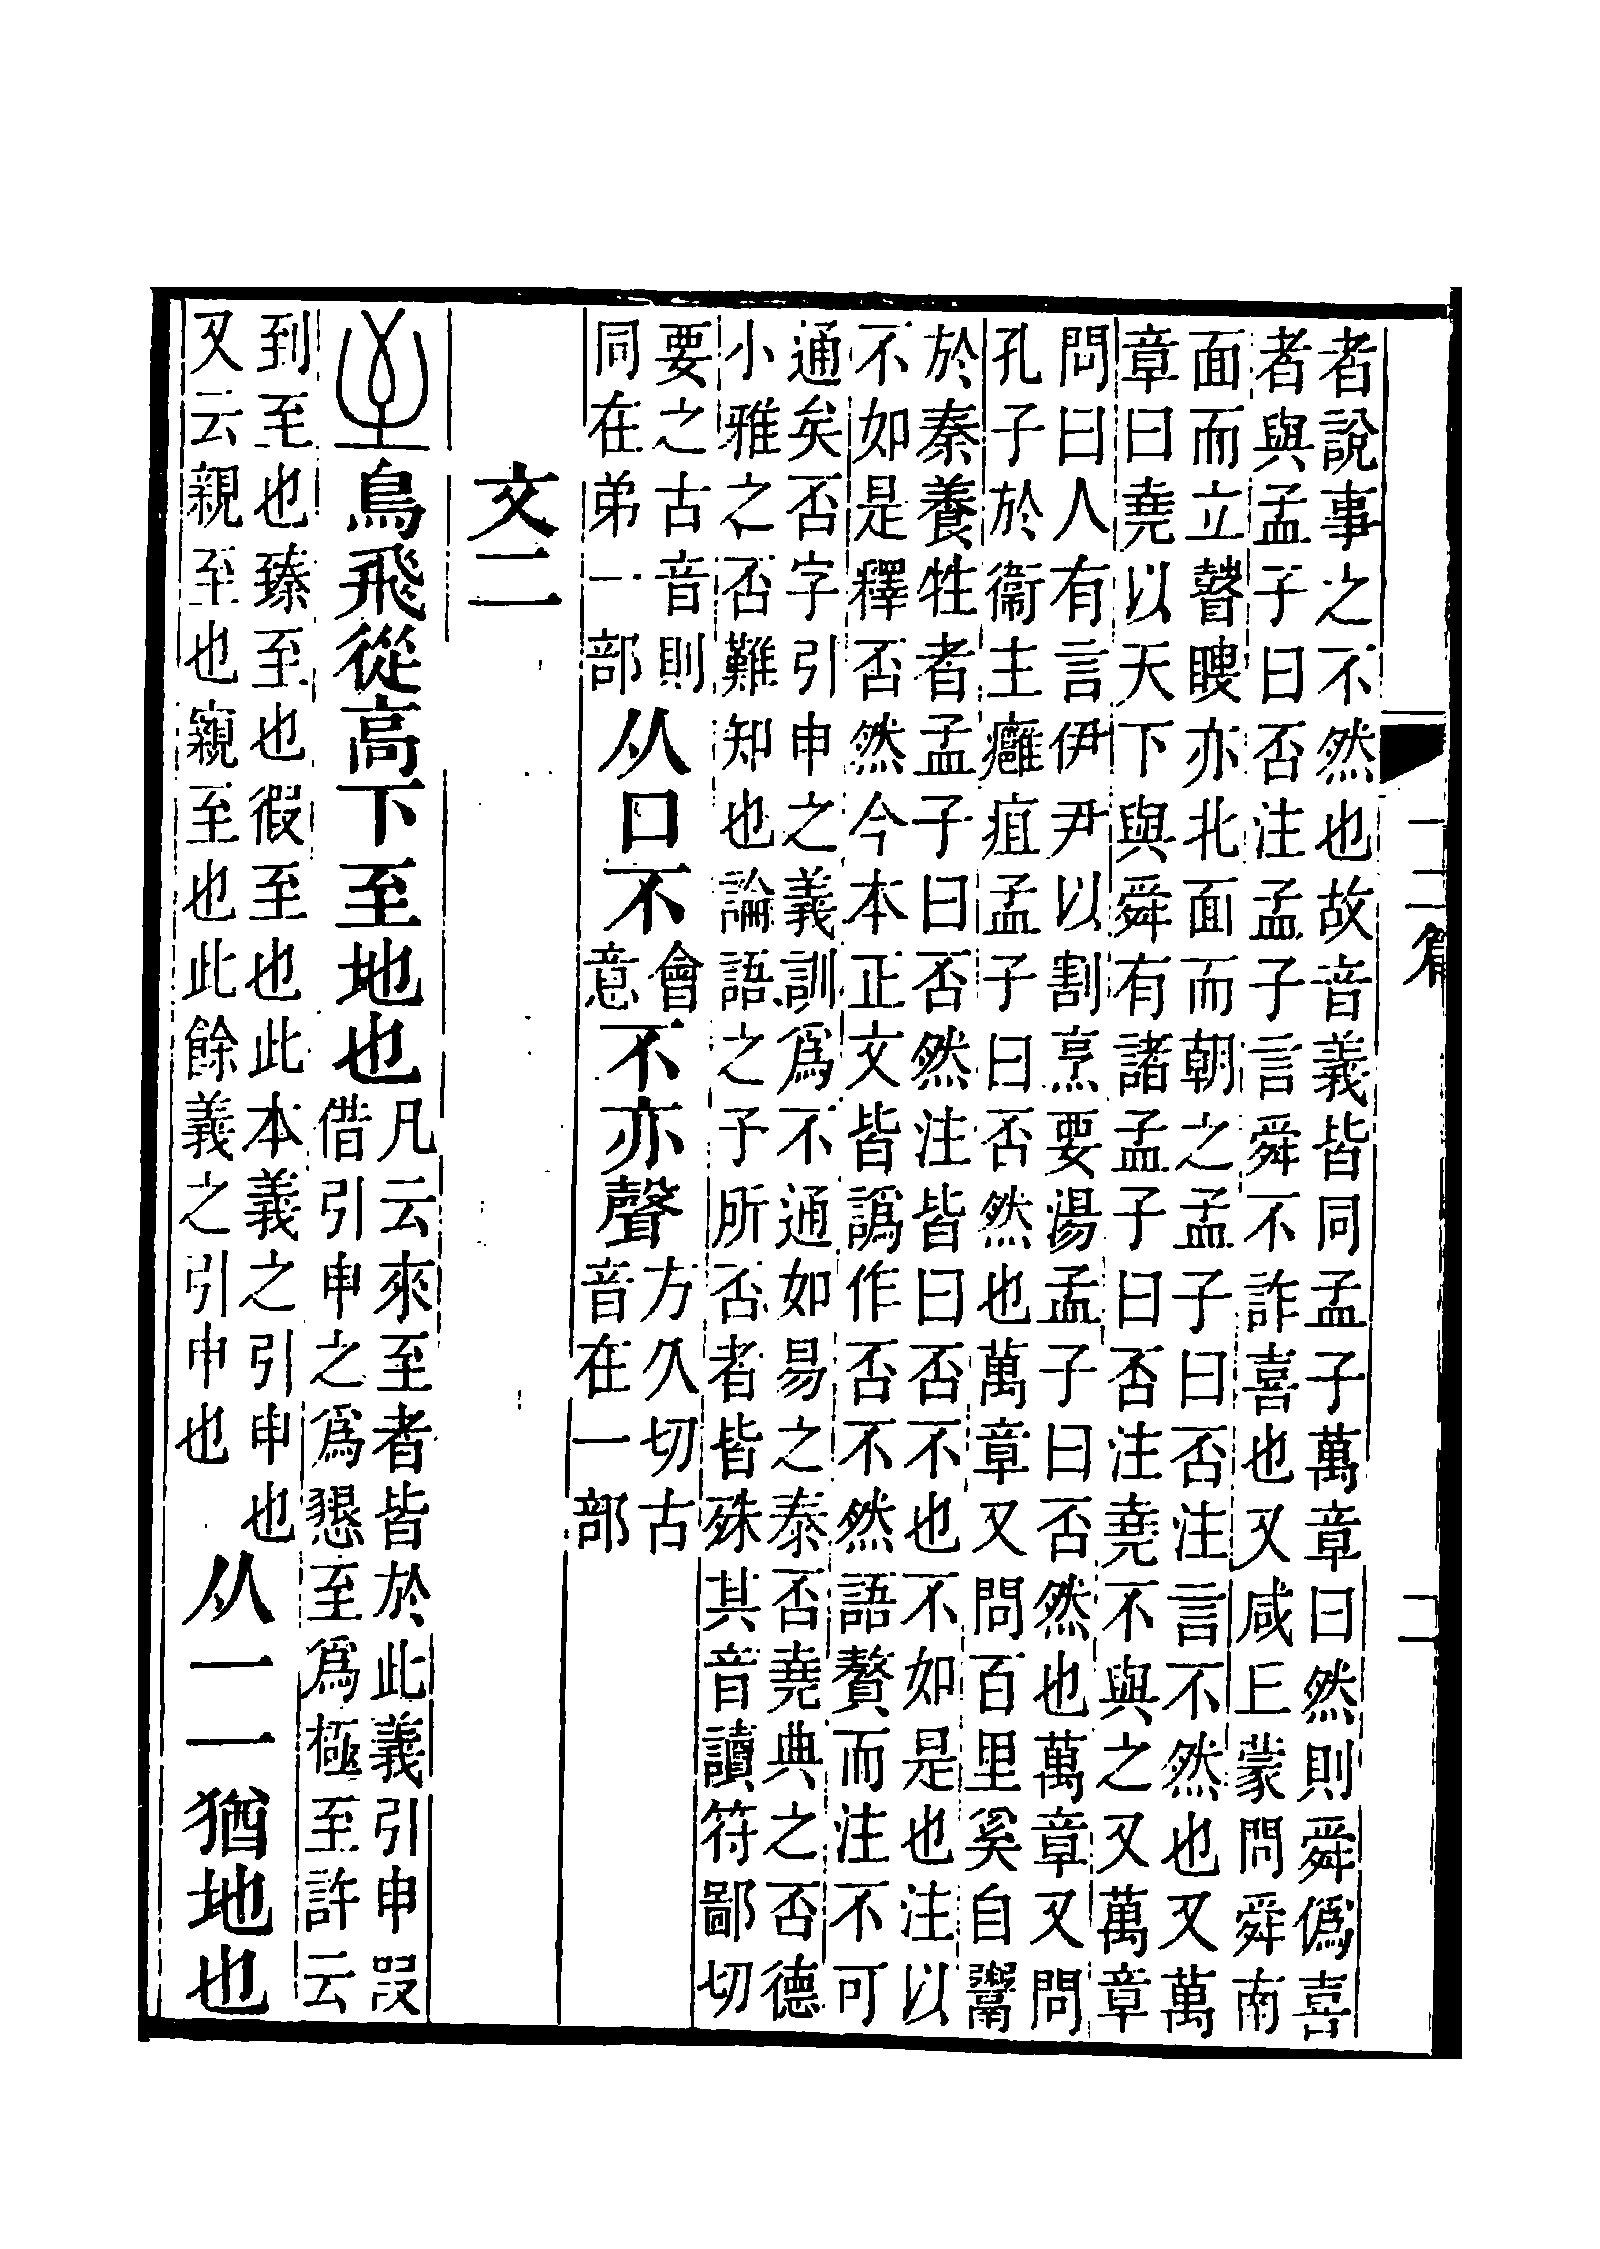 十二篇
二
者說事之不然也故音義皆同孟子萬章曰然則舜僞喜
者與孟子曰否注孟子言舜不詐喜也又咸丘蒙問舜南
面而立瞽瞍亦北面而朝之孟子曰否注言不然也又萬
章曰堯以天下與舜有諸孟子曰否注堯不與之又萬章
問曰人有言伊尹以割烹要湯孟子曰否然也萬章又問
孔子於衞主癰疽孟子曰否然也萬章又問百里奚自鬻
於秦養牲者孟子曰否然注皆曰否不也不如是也注以
不如是釋否然今本正文皆譌作否不然語贅而注不可
通矣否字引申之義訓爲不通如易之泰否堯典之否德
小雅之否難知也論語之予所否者皆殊其音讀符鄙切
要之古音則
同在弟一部
从口不
會
意
不亦聲
方久切古
音在一部
文二
鳥飛從高下至地也
凡云來至者皆於此義引申叚
借引申之爲懇至爲極至許云
到至也臻至也徦至也此本義之引申也
又云親至也寴至也此餘義之引申也
从一一猶地也